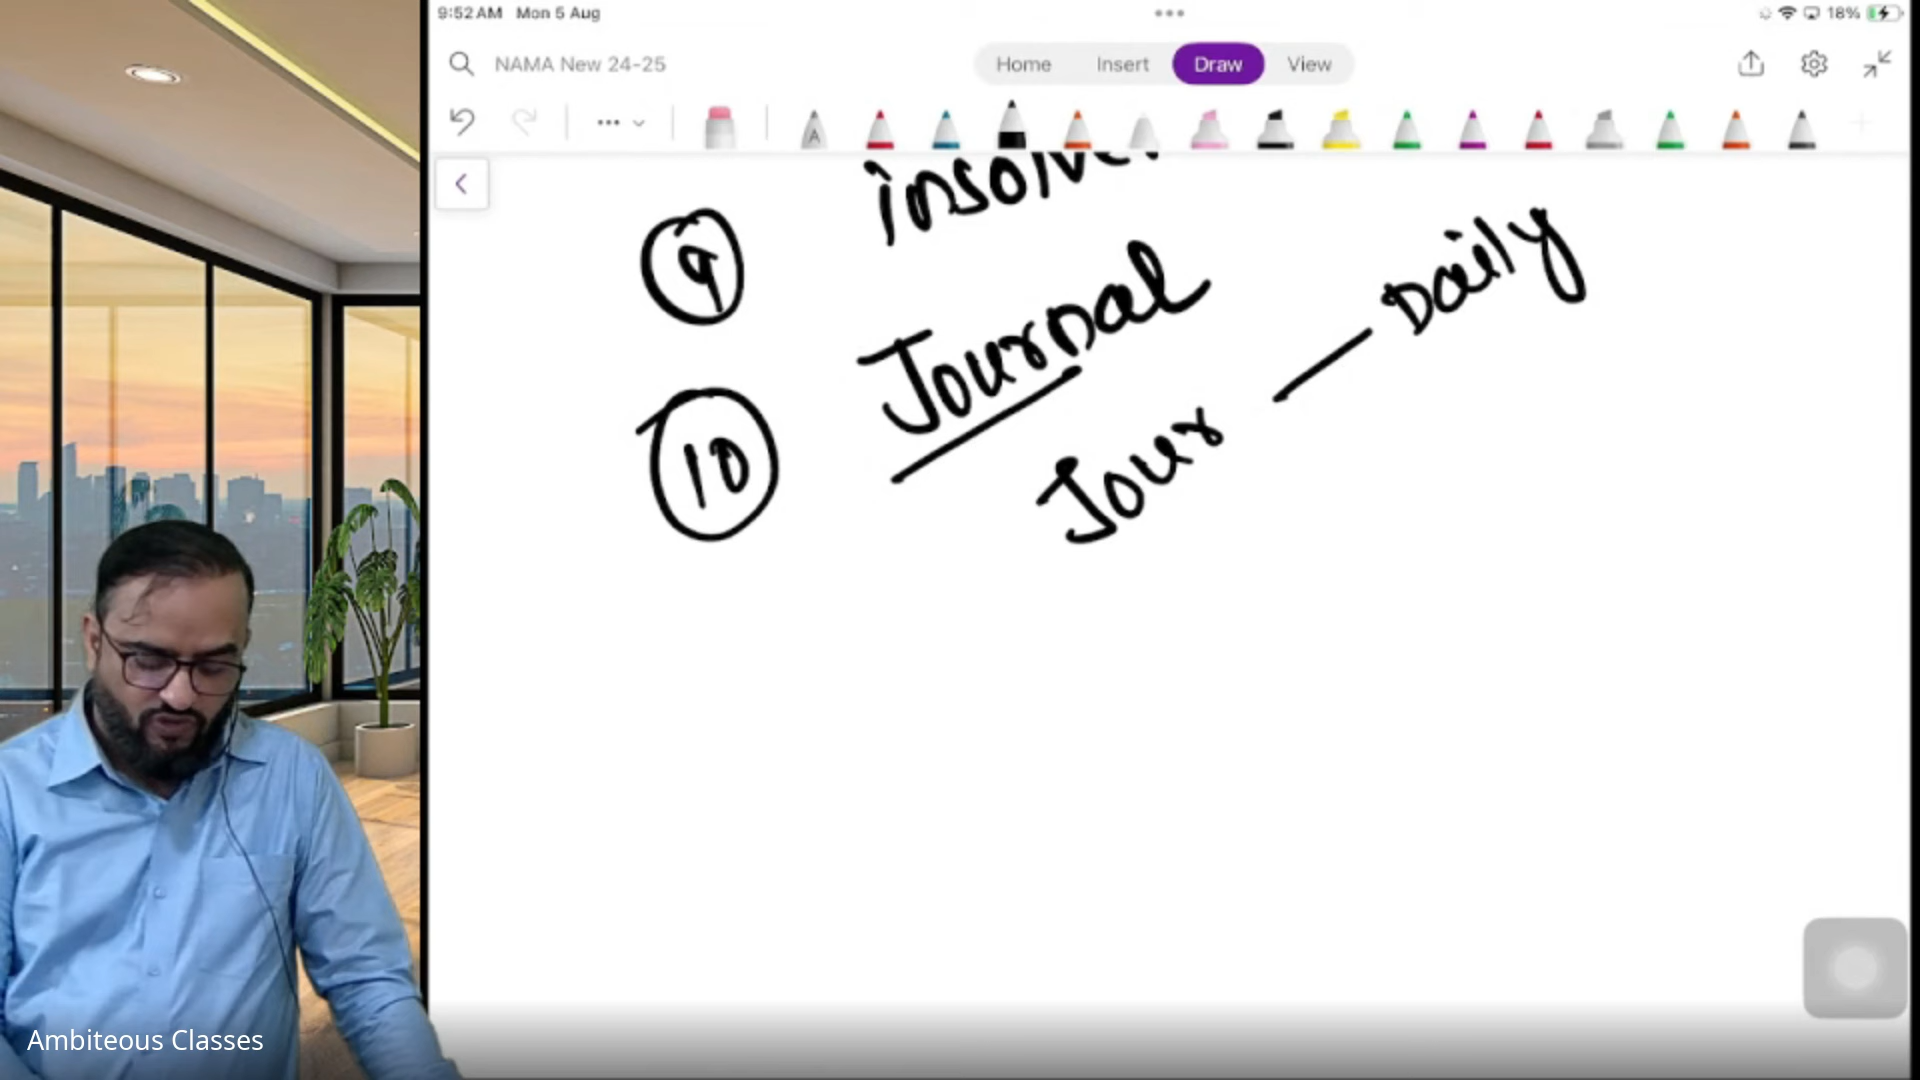 9:52 AM Mon 5 Aug
18%
NAMA New 24-25
Home Insert Draw View
A
9
10 Journal
Jour — Daily
Ambiteous Classes